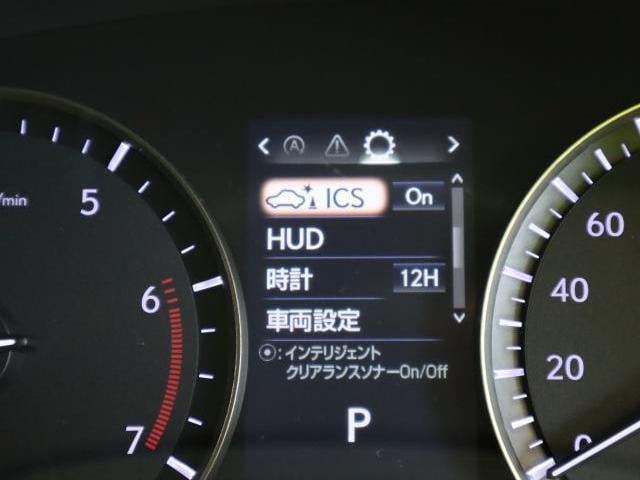 ICS On
HUD
時計 12H
車両設定
⦿:インテリジェント
クリアランスソナーOn/Off
P
/min
5
6
7
60
40
20
0